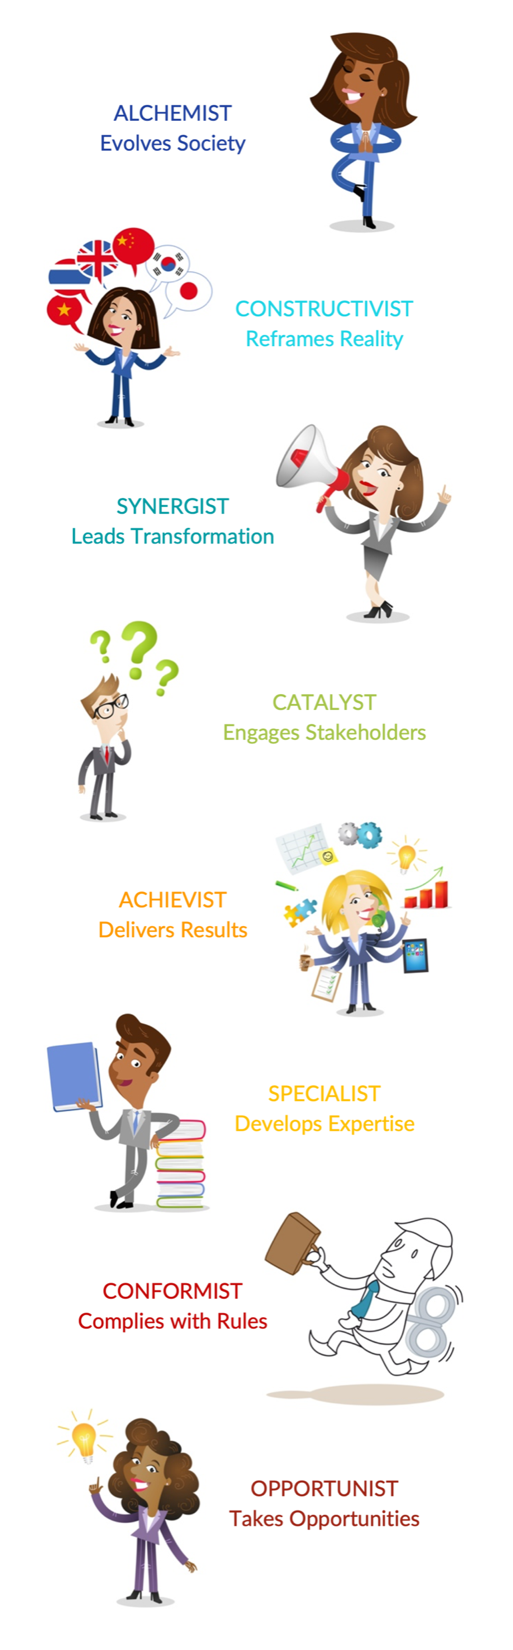 ALCHEMIST
Evolves Society
CONSTRUCTIVIST
Reframes Reality
SYNERGIST
Leads Transformation
? ? ?
CATALYST
Engages Stakeholders
ACHIEVIST
Delivers Results
SPECIALIST
Develops Expertise
CONFORMIST
Complies with Rules
OPPORTUNIST
Takes Opportunities